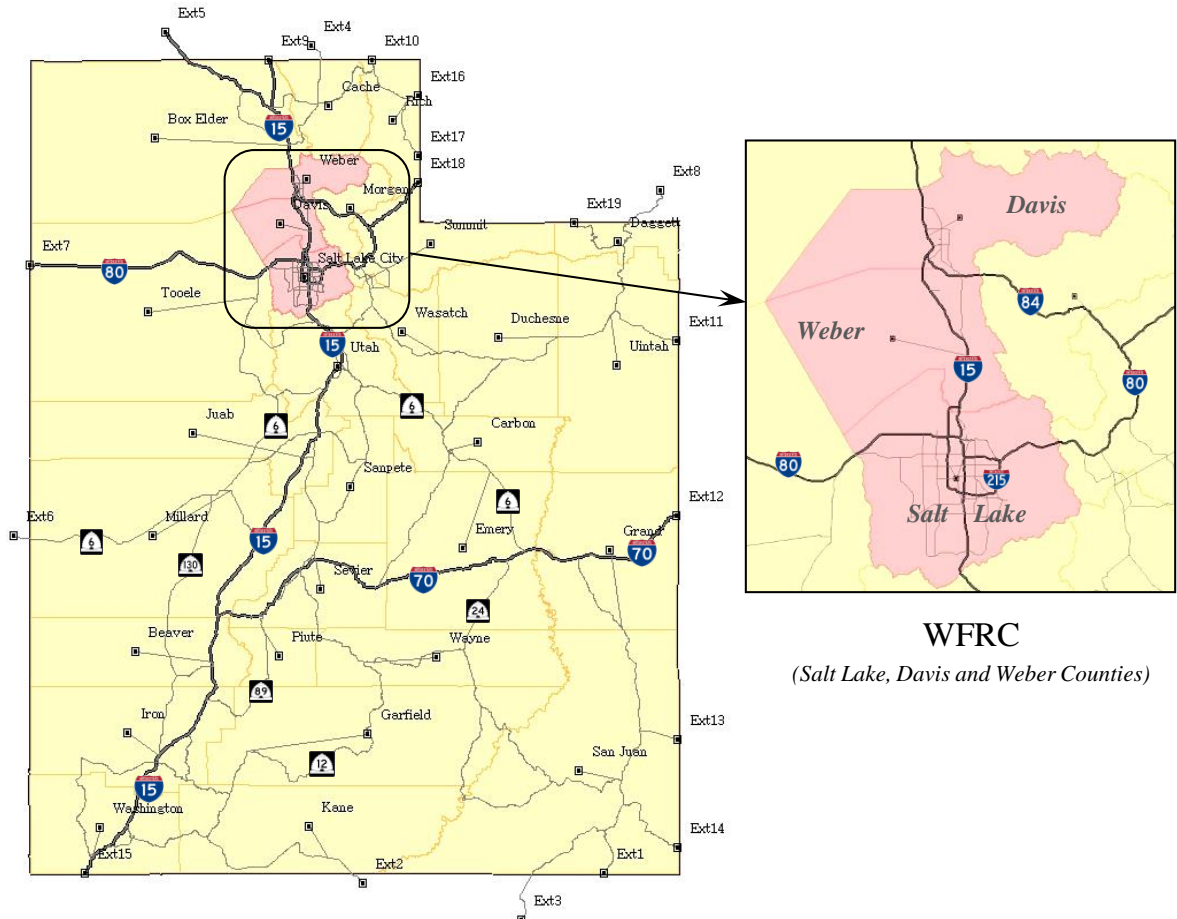 Ext5
Ext4
Ext9
Ext10
Ext16
Cache
Rich
Box Elder
15
Ext17
Ext18
Weber
Ext8
Morgan
Davis
Ext19
Summit
Daggett
Ext7
80
Salt Lake City
Tooele
Wasatch
Duchesne
Ext11
15
Utah
Uintah
Juab
6
6
Carbon
Sanpete
6
Ext12
Ext6
Millard
6
15
Emery
Grand
70
130
Sevier
70
24
Beaver
Piute
Wayne
89
Iron
Garfield
Ext13
12
San Juan
15
Washington
Kane
Ext14
Ext15
Ext2
Ext1
Ext3
Davis
84
Weber
15
80
80
215
Salt Lake
WFRC
(Salt Lake, Davis and Weber Counties)